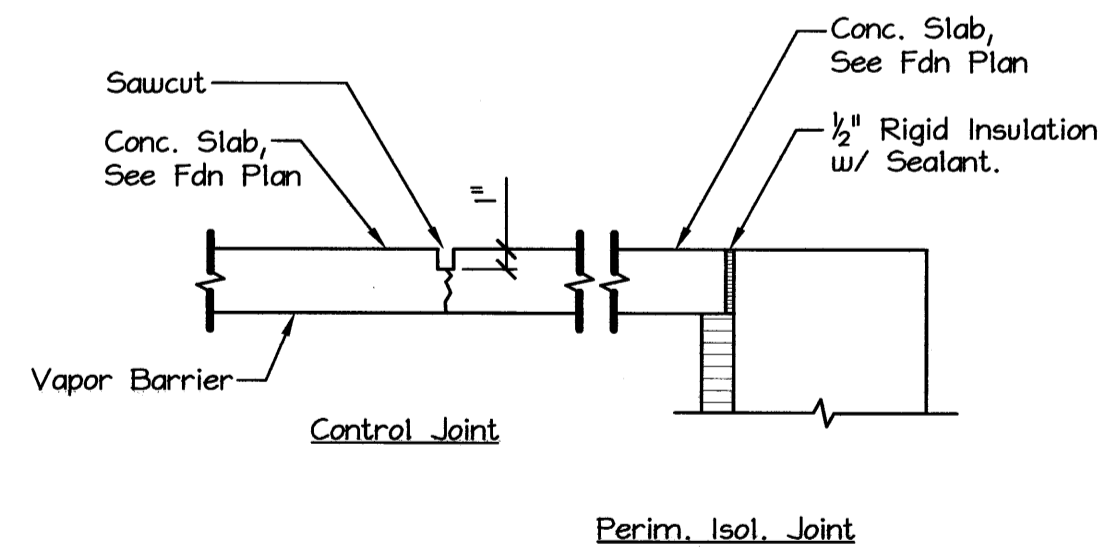 Conc. Slab,
See Fdn Plan
Sawcut
½" Rigid Insulation
w/ Sealant.
Conc. Slab,
See Fdn Plan
1"
Vapor Barrier
Control Joint
Perim. Isol. Joint